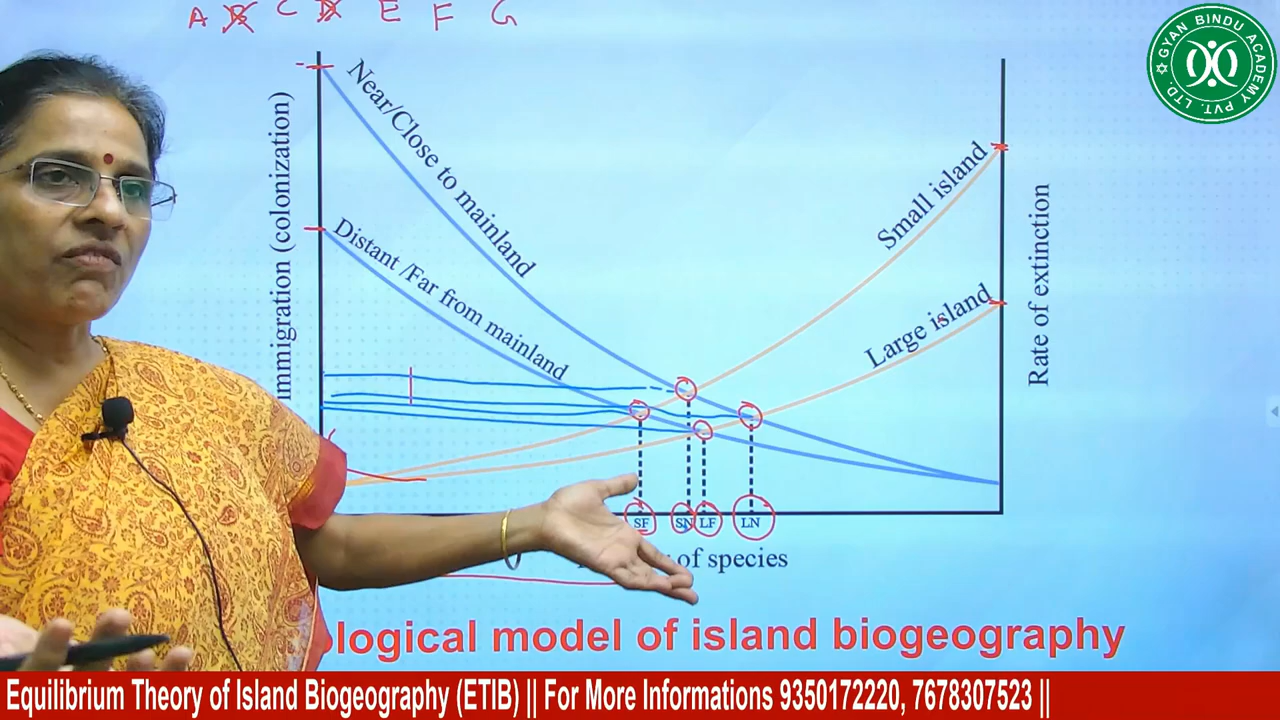 A B C D E F G
GYAN BINDU ACADEMY PVT. LTD.
Near/Close to mainland
Distant /Far from mainland
Small island
Large island
Immigration (colonization)
Rate of extinction
SF SN LF LN
of species
ological model of island biogeography
Equilibrium Theory of Island Biogeography (ETIB) || For More Informations 9350172220, 7678307523 ||